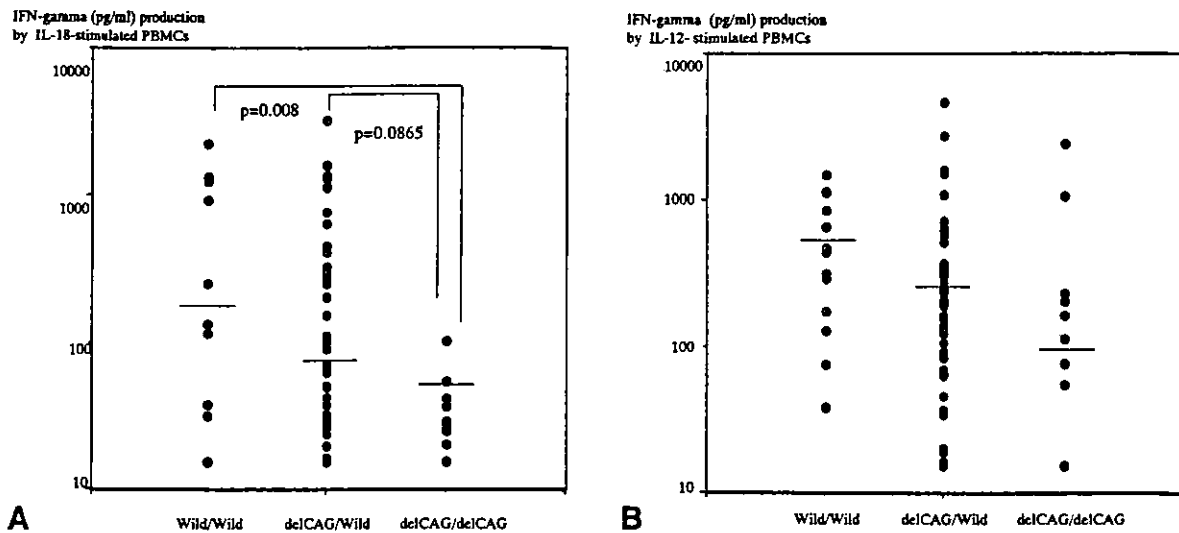 IFN-gamma (pg/ml) production
by IL-18-stimulated PBMCs
10000
1000
100
10
p=0.008
p=0.0865
Wild/Wild
delCAG/Wild
delCAG/delCAG
A
IFN-gamma (pg/ml) production
by IL-12- stimulated PBMCs
10000
1000
100
10
Wild/Wild
delCAG/Wild
delCAG/delCAG
B